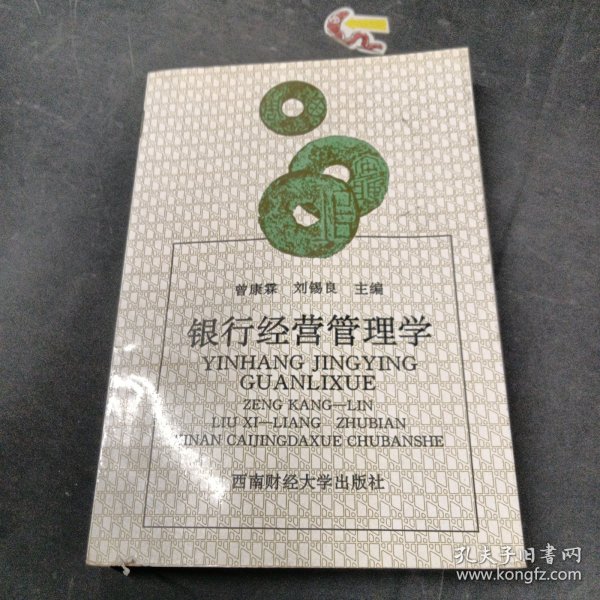 曾康霖 刘锡良 主编
银行经营管理学
YINHANG JINGYING
GUANLIXUE
ZENG KANG—LIN
LIU XI—LIANG ZHUBIAN
XINAN CAIJINGDAXUE CHUBANSHE
西南财经大学出版社
孔夫子旧書网
www.kongfz.com